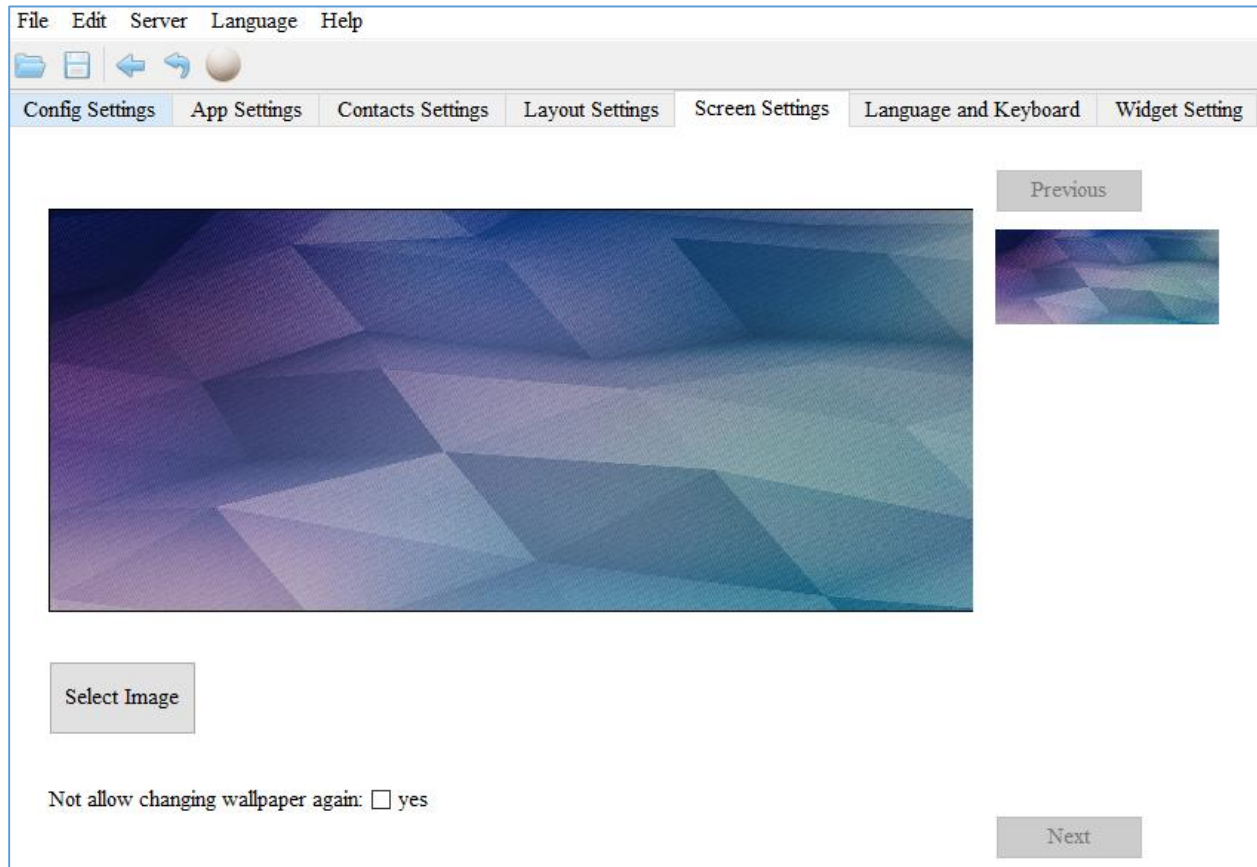 File Edit Server Language Help
Config Settings App Settings Contacts Settings Layout Settings Screen Settings Language and Keyboard Widget Setting
Previous
Select Image
Not allow changing wallpaper again: yes
Next